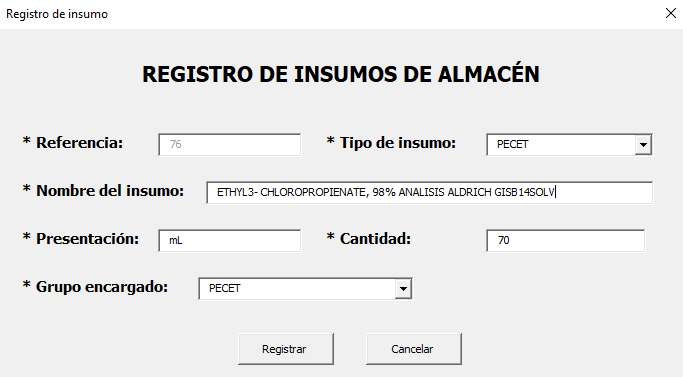 Registro de insumo
REGISTRO DE INSUMOS DE ALMACÉN
* Referencia: 76 * Tipo de insumo: PECET
* Nombre del insumo: ETHYL3- CHLOROPROPIENATE, 98% ANALISIS ALDRICH GISB14SOLV
* Presentación: mL * Cantidad: 70
* Grupo encargado: PECET
Registrar Cancelar